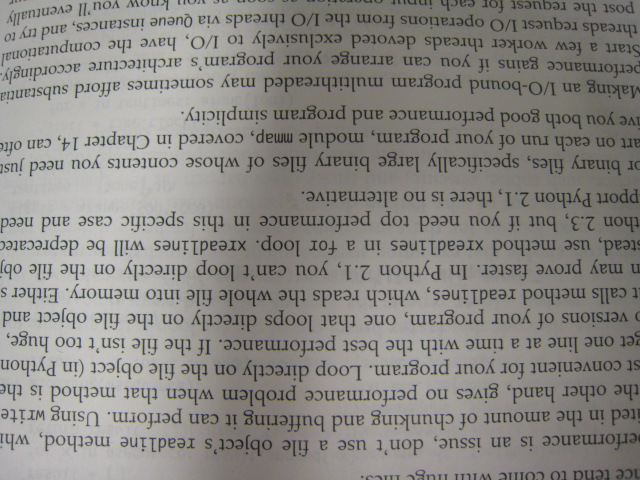 nce tend to come with huge files.
erformance is an issue, don't use a file object's readline method, whi
ited in the amount of chunking and buffering it can perform. Using write
the other hand, gives no performance problem when that method is the
st convenient for your program. Loop directly on the file object (in Python
get one line at a time with the best performance. If the file isn't too huge,
o versions of your program, one that loops directly on the file object and
t calls method readlines, which reads the whole file into memory. Either s
n may prove faster. In Python 2.1, you can't loop directly on the file obj
stead, use method xreadlines in a for loop. xreadlines will be deprecated
thon 2.3, but if you need top performance in this specific case and need
pport Python 2.1, there is no alternative.
or binary files, specifically large binary files of whose contents you need just
art on each run of your program, module mmap, covered in Chapter 14, can ofte
ive you both good performance and program simplicity.
Making an I/O-bound program multithreaded may sometimes afford substantia
performance gains if you can arrange your program's architecture accordingly.
Start a few worker threads devoted exclusively to I/O, have the computational
threads request I/O operations from the I/O threads via Queue instances, and try to
post the request for each input operation as soon as you know you'll eventually